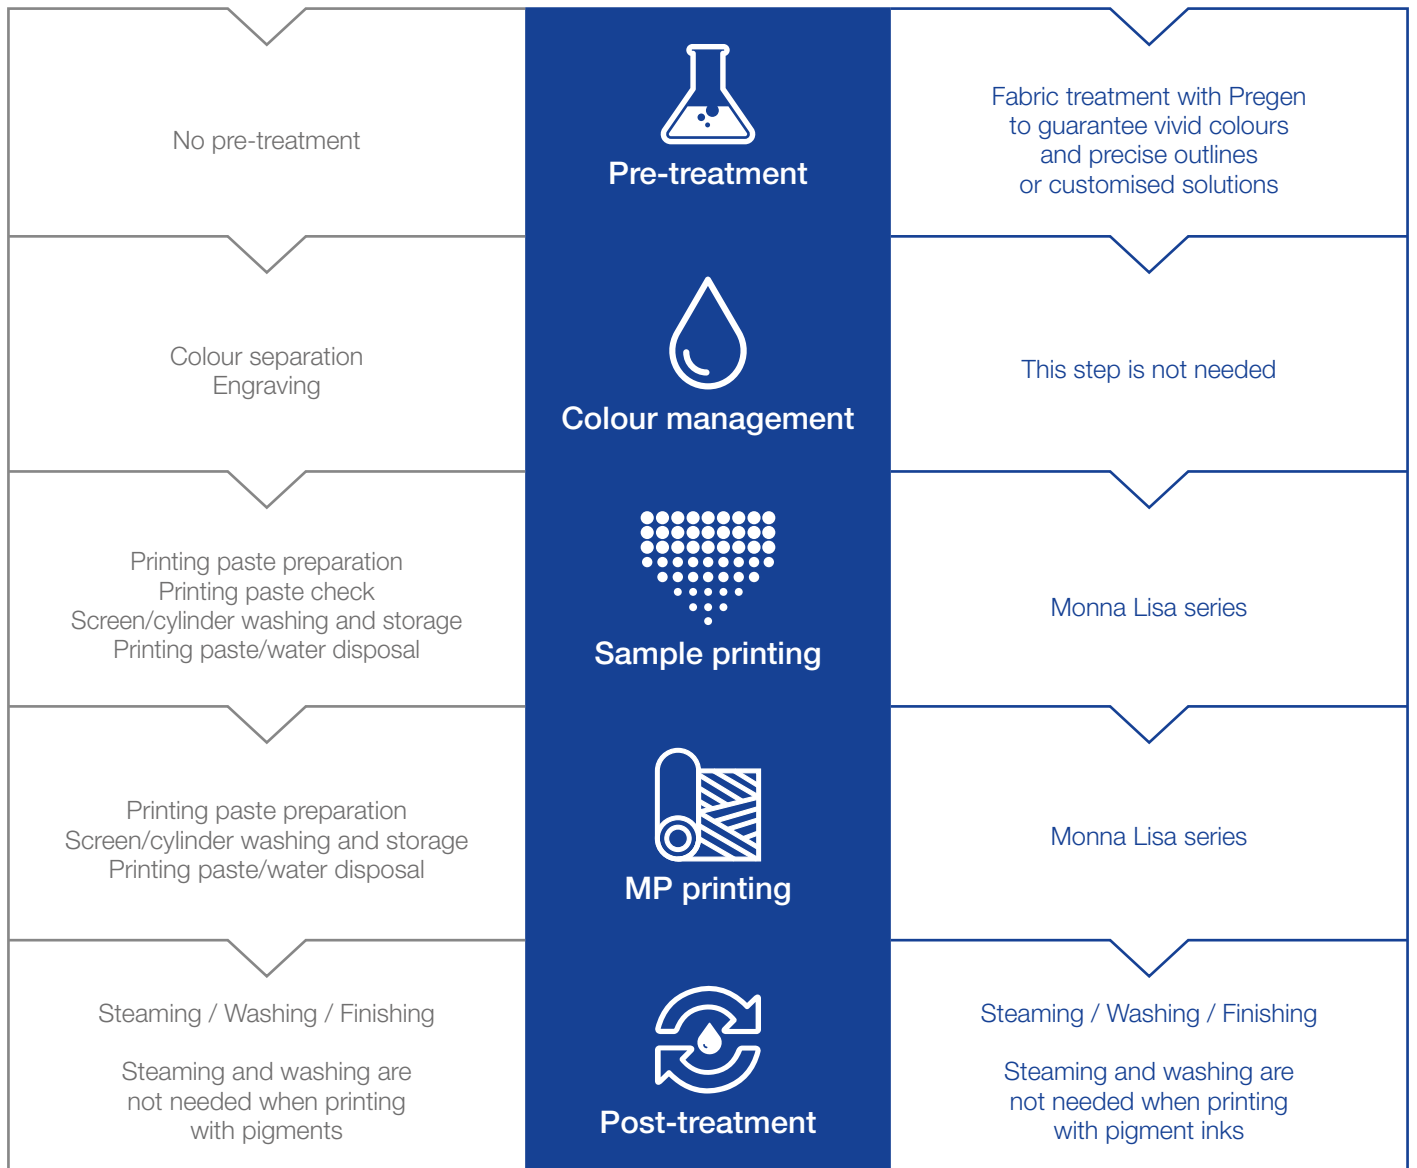 No pre-treatment
Pre-treatment
Fabric treatment with Pregen
to guarantee vivid colours
and precise outlines
or customised solutions
Colour separation
Engraving
Colour management
This step is not needed
Printing paste preparation
Printing paste check
Screen/cylinder washing and storage
Printing paste/water disposal
Sample printing
Monna Lisa series
Printing paste preparation
Screen/cylinder washing and storage
Printing paste/water disposal
MP printing
Monna Lisa series
Steaming / Washing / Finishing
Steaming and washing are
not needed when printing
with pigments
Post-treatment
Steaming / Washing / Finishing
Steaming and washing are
not needed when printing
with pigment inks